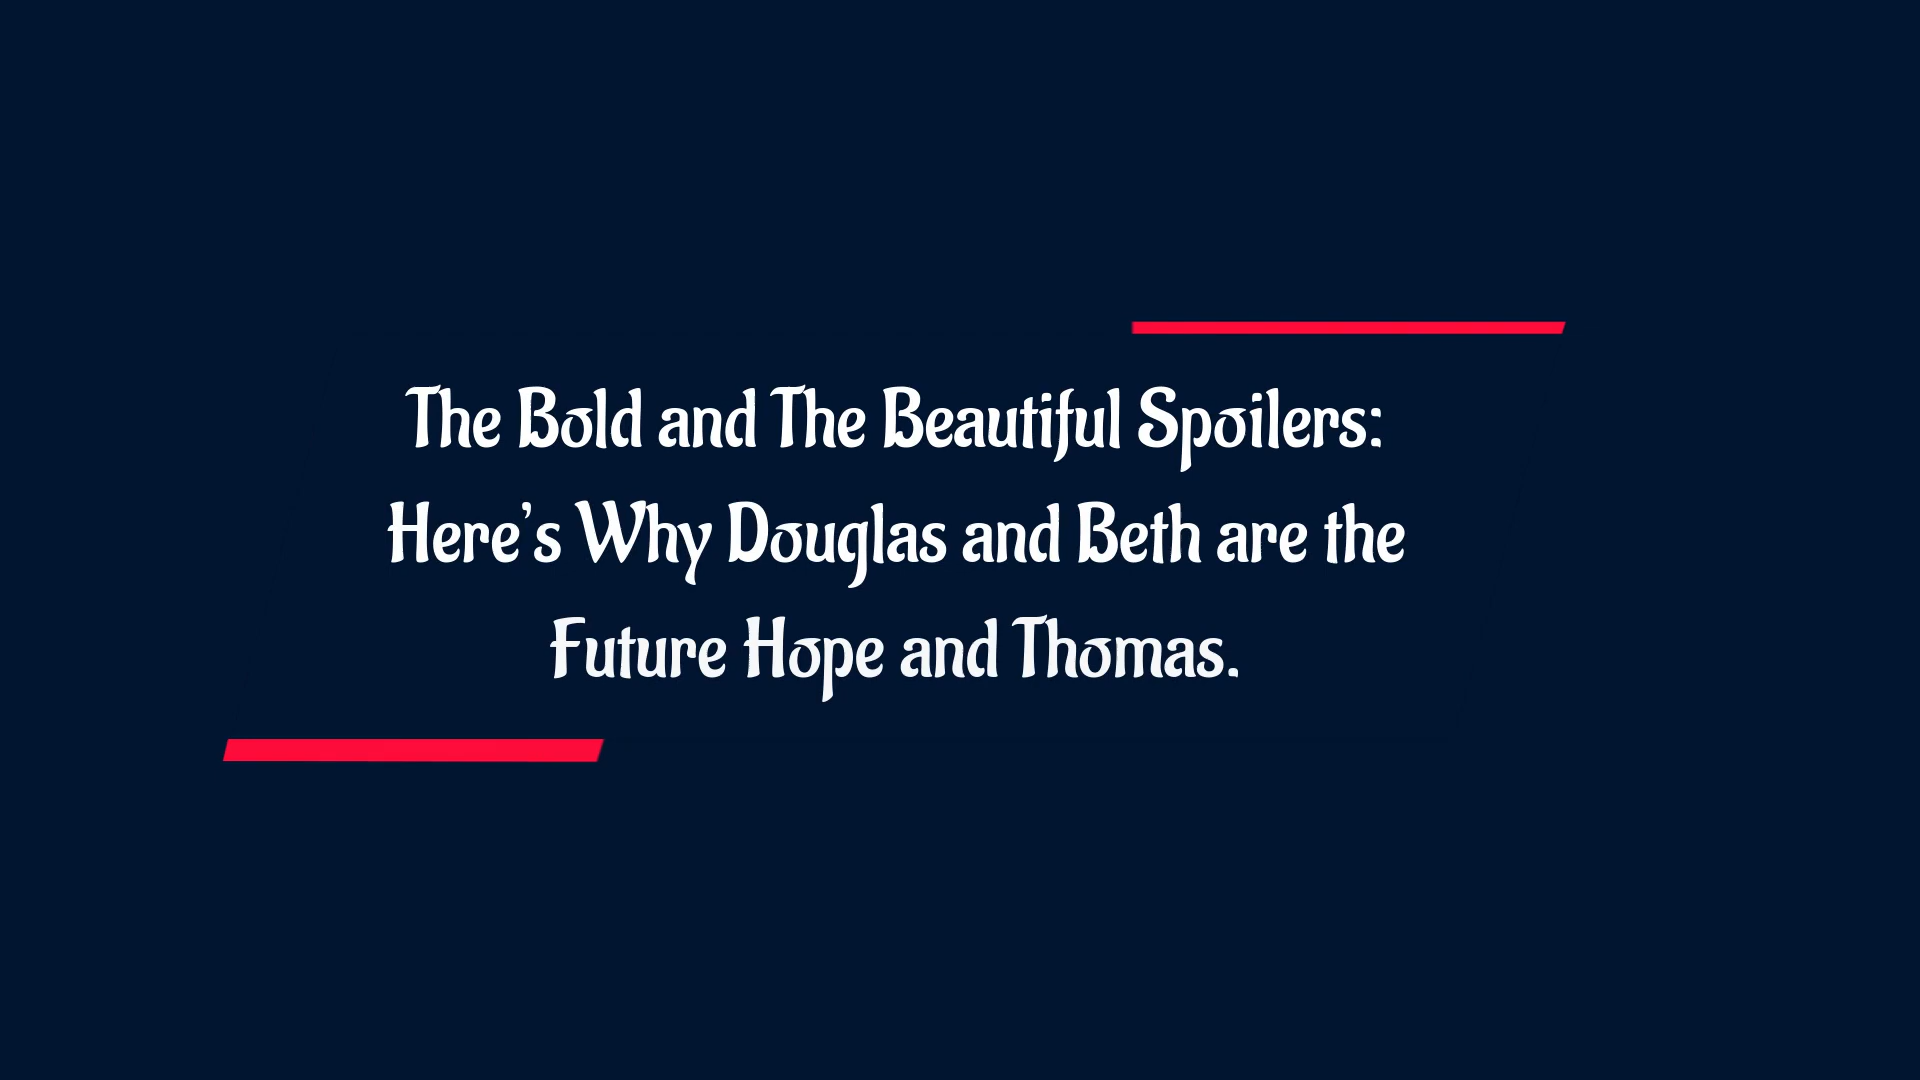 The Bold and The Beautiful Spoilers:
Here’s Why Douglas and Beth are the
Future Hope and Thomas.